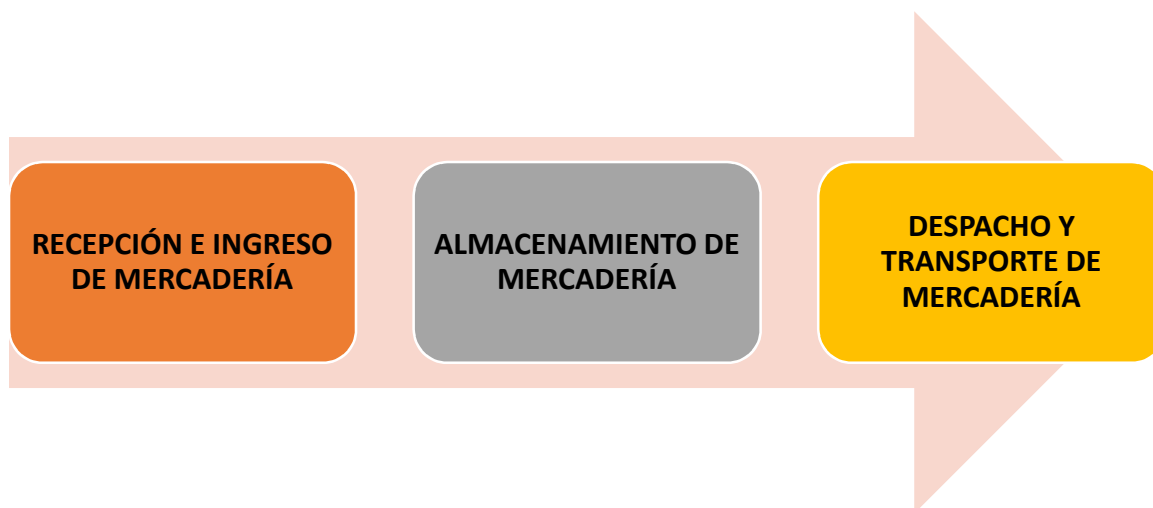 RECEPCIÓN E INGRESO
DE MERCADERÍA
ALMACENAMIENTO DE
MERCADERÍA
DESPACHO Y
TRANSPORTE DE
MERCADERÍA